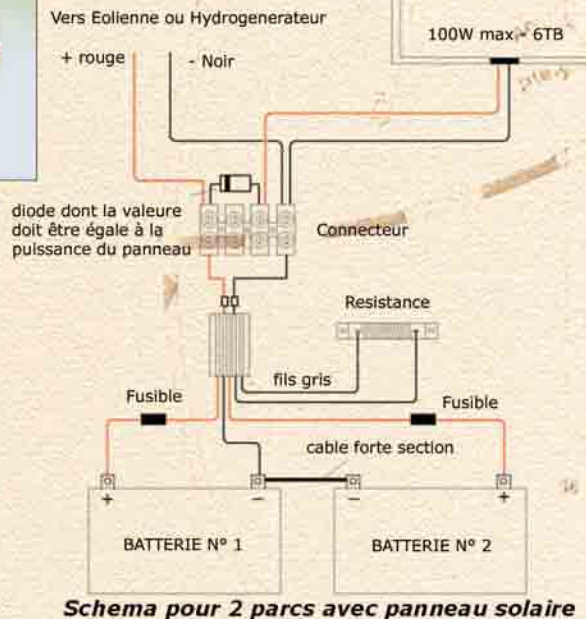 Vers Eolienne ou Hydrogenerateur
+ rouge
- Noir
100W max - 6TB
diode dont la valeure
doit être égale à la
puissance du panneau
Connecteur
Resistance
fils gris
Fusible
Fusible
cable forte section
+
-
-
+
BATTERIE N° 1
BATTERIE N° 2
Schema pour 2 parcs avec panneau solaire